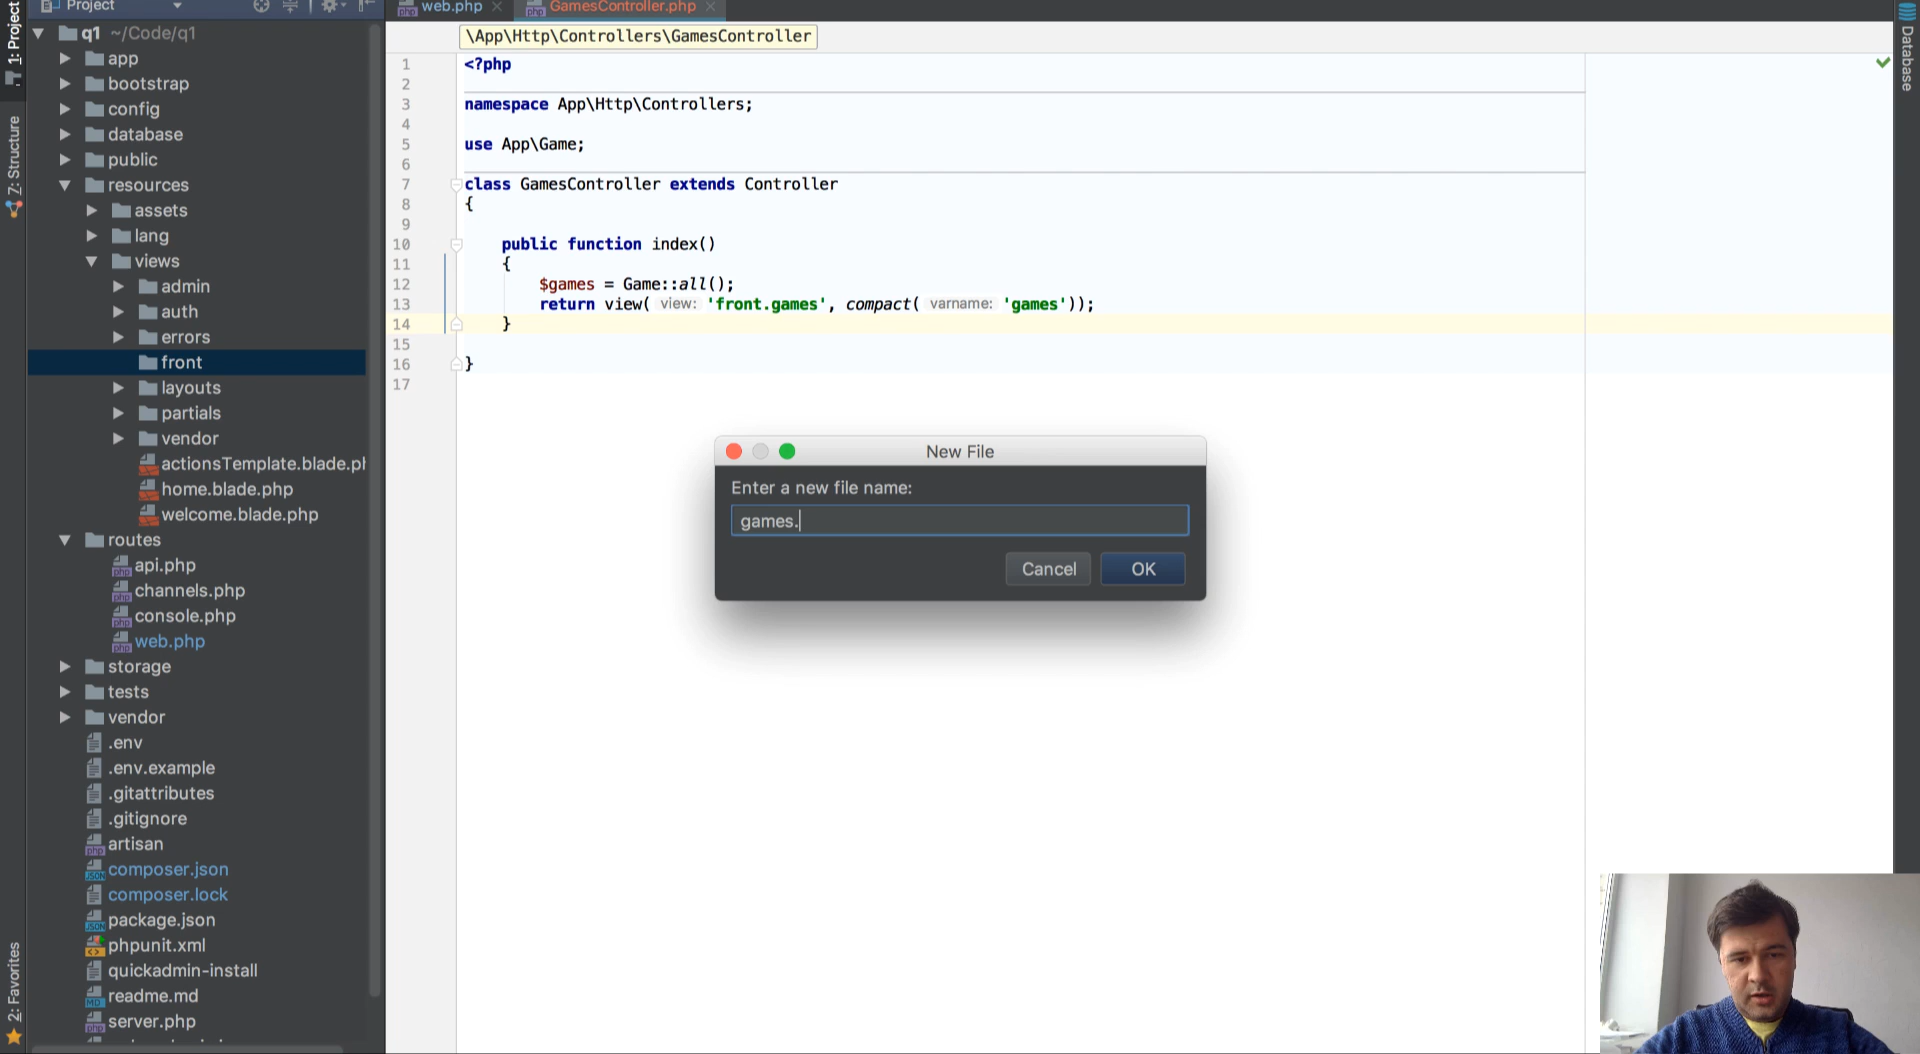 Project
web.php
GamesController.php
1: Project
7: Structure
2: Favorites
q1 ~/Code/q1
app
bootstrap
config
database
public
resources
assets
lang
views
admin
auth
errors
front
layouts
partials
vendor
actionsTemplate.blade.ph
home.blade.php
welcome.blade.php
routes
api.php
channels.php
console.php
web.php
storage
tests
vendor
.env
.env.example
.gitattributes
.gitignore
artisan
composer.json
composer.lock
package.json
phpunit.xml
quickadmin-install
readme.md
server.php
\App\Http\Controllers\GamesController
1 <?php
2
3 namespace App\Http\Controllers;
4
5 use App\Game;
6
7 class GamesController extends Controller
8 {
9
10 public function index()
11 {
12 $games = Game::all();
13 return view( view: 'front.games', compact( varname: 'games'));
14 }
15
16 }
17
New File
Enter a new file name:
games.
Cancel OK
Database